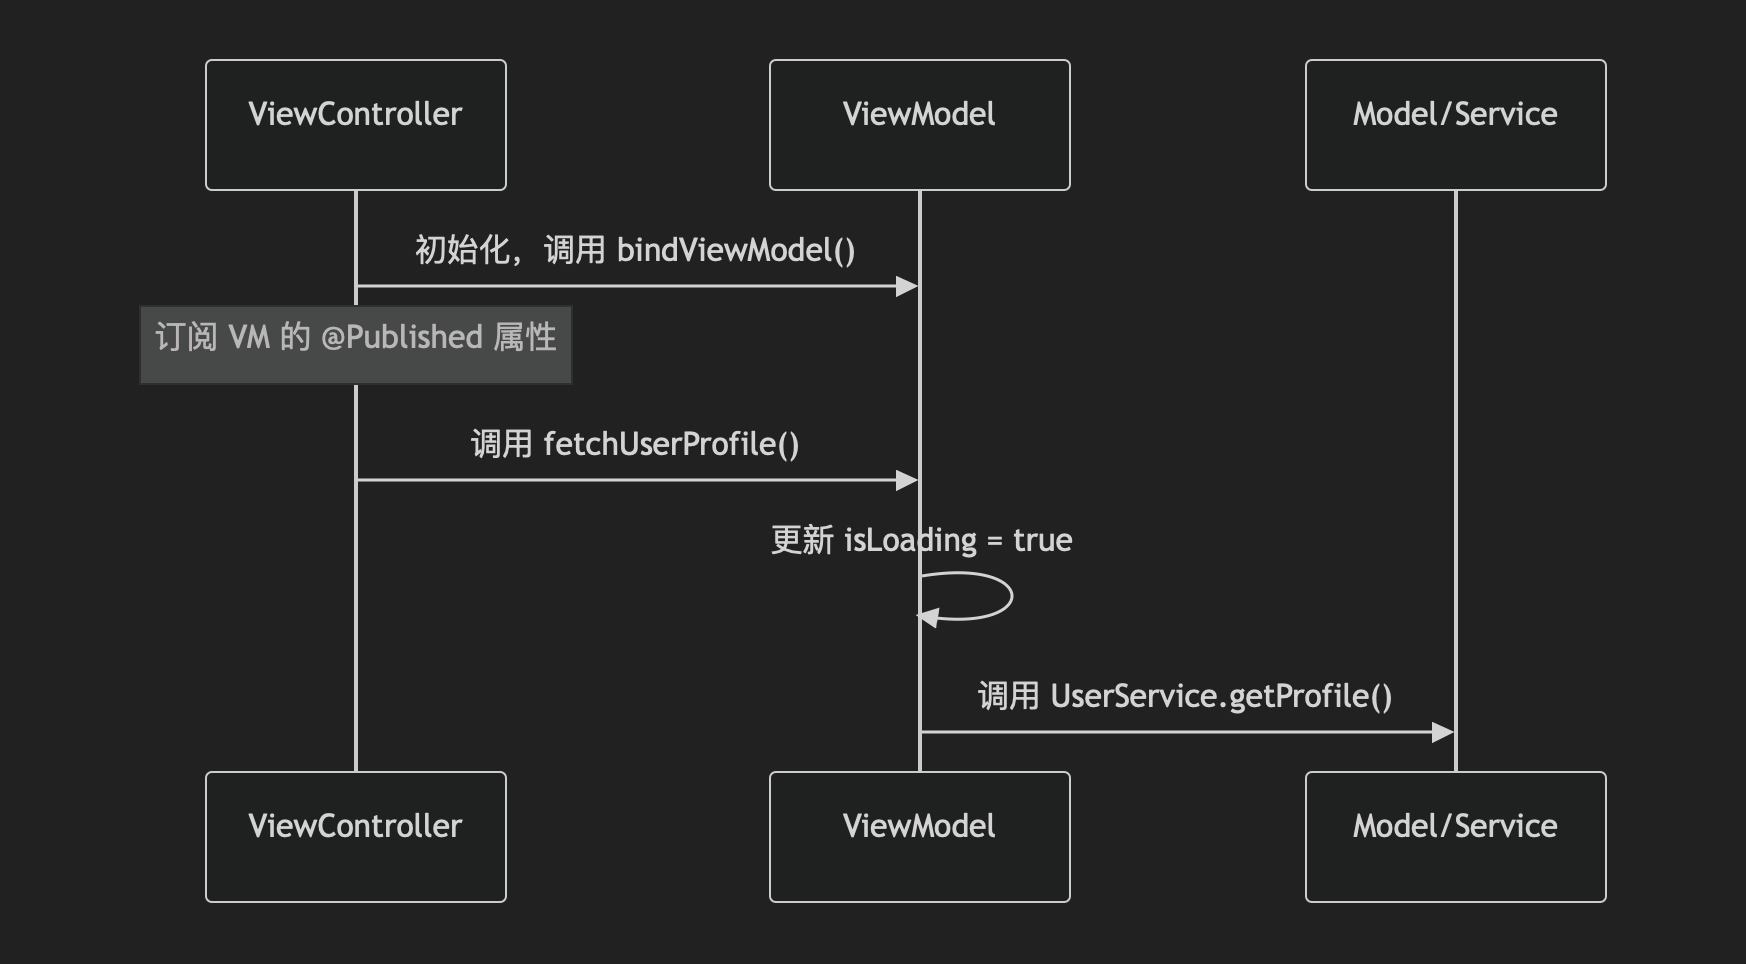 ViewController
ViewModel
Model/Service
初始化，调用 bindViewModel()
订阅 VM 的 @Published 属性
调用 fetchUserProfile()
更新 isLoading = true
调用 UserService.getProfile()
ViewController
ViewModel
Model/Service